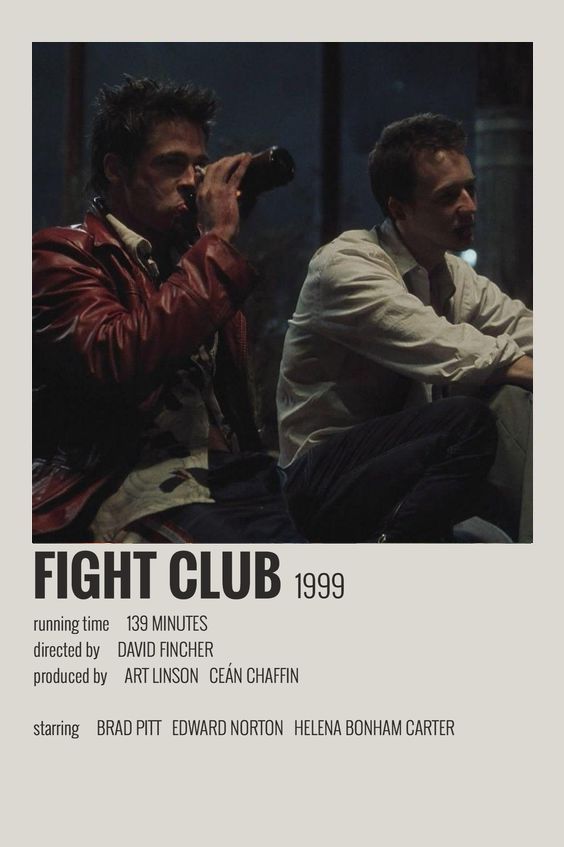 FIGHT CLUB 1999
running time 139 MINUTES
directed by DAVID FINCHER
produced by ART LINSON CEÁN CHAFFIN
starring BRAD PITT EDWARD NORTON HELENA BONHAM CARTER